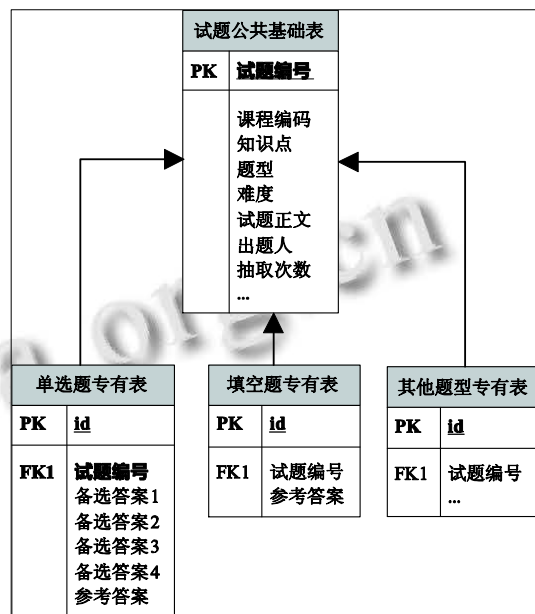 试题公共基础表
PK 试题编号
课程编码
知识点
题型
难度
试题正文
出题人
抽取次数
...
单选题专有表
PK id
FK1 试题编号
备选答案1
备选答案2
备选答案3
备选答案4
参考答案
填空题专有表
PK id
FK1 试题编号
参考答案
其他题型专有表
PK id
FK1 试题编号
...
a.org.cn